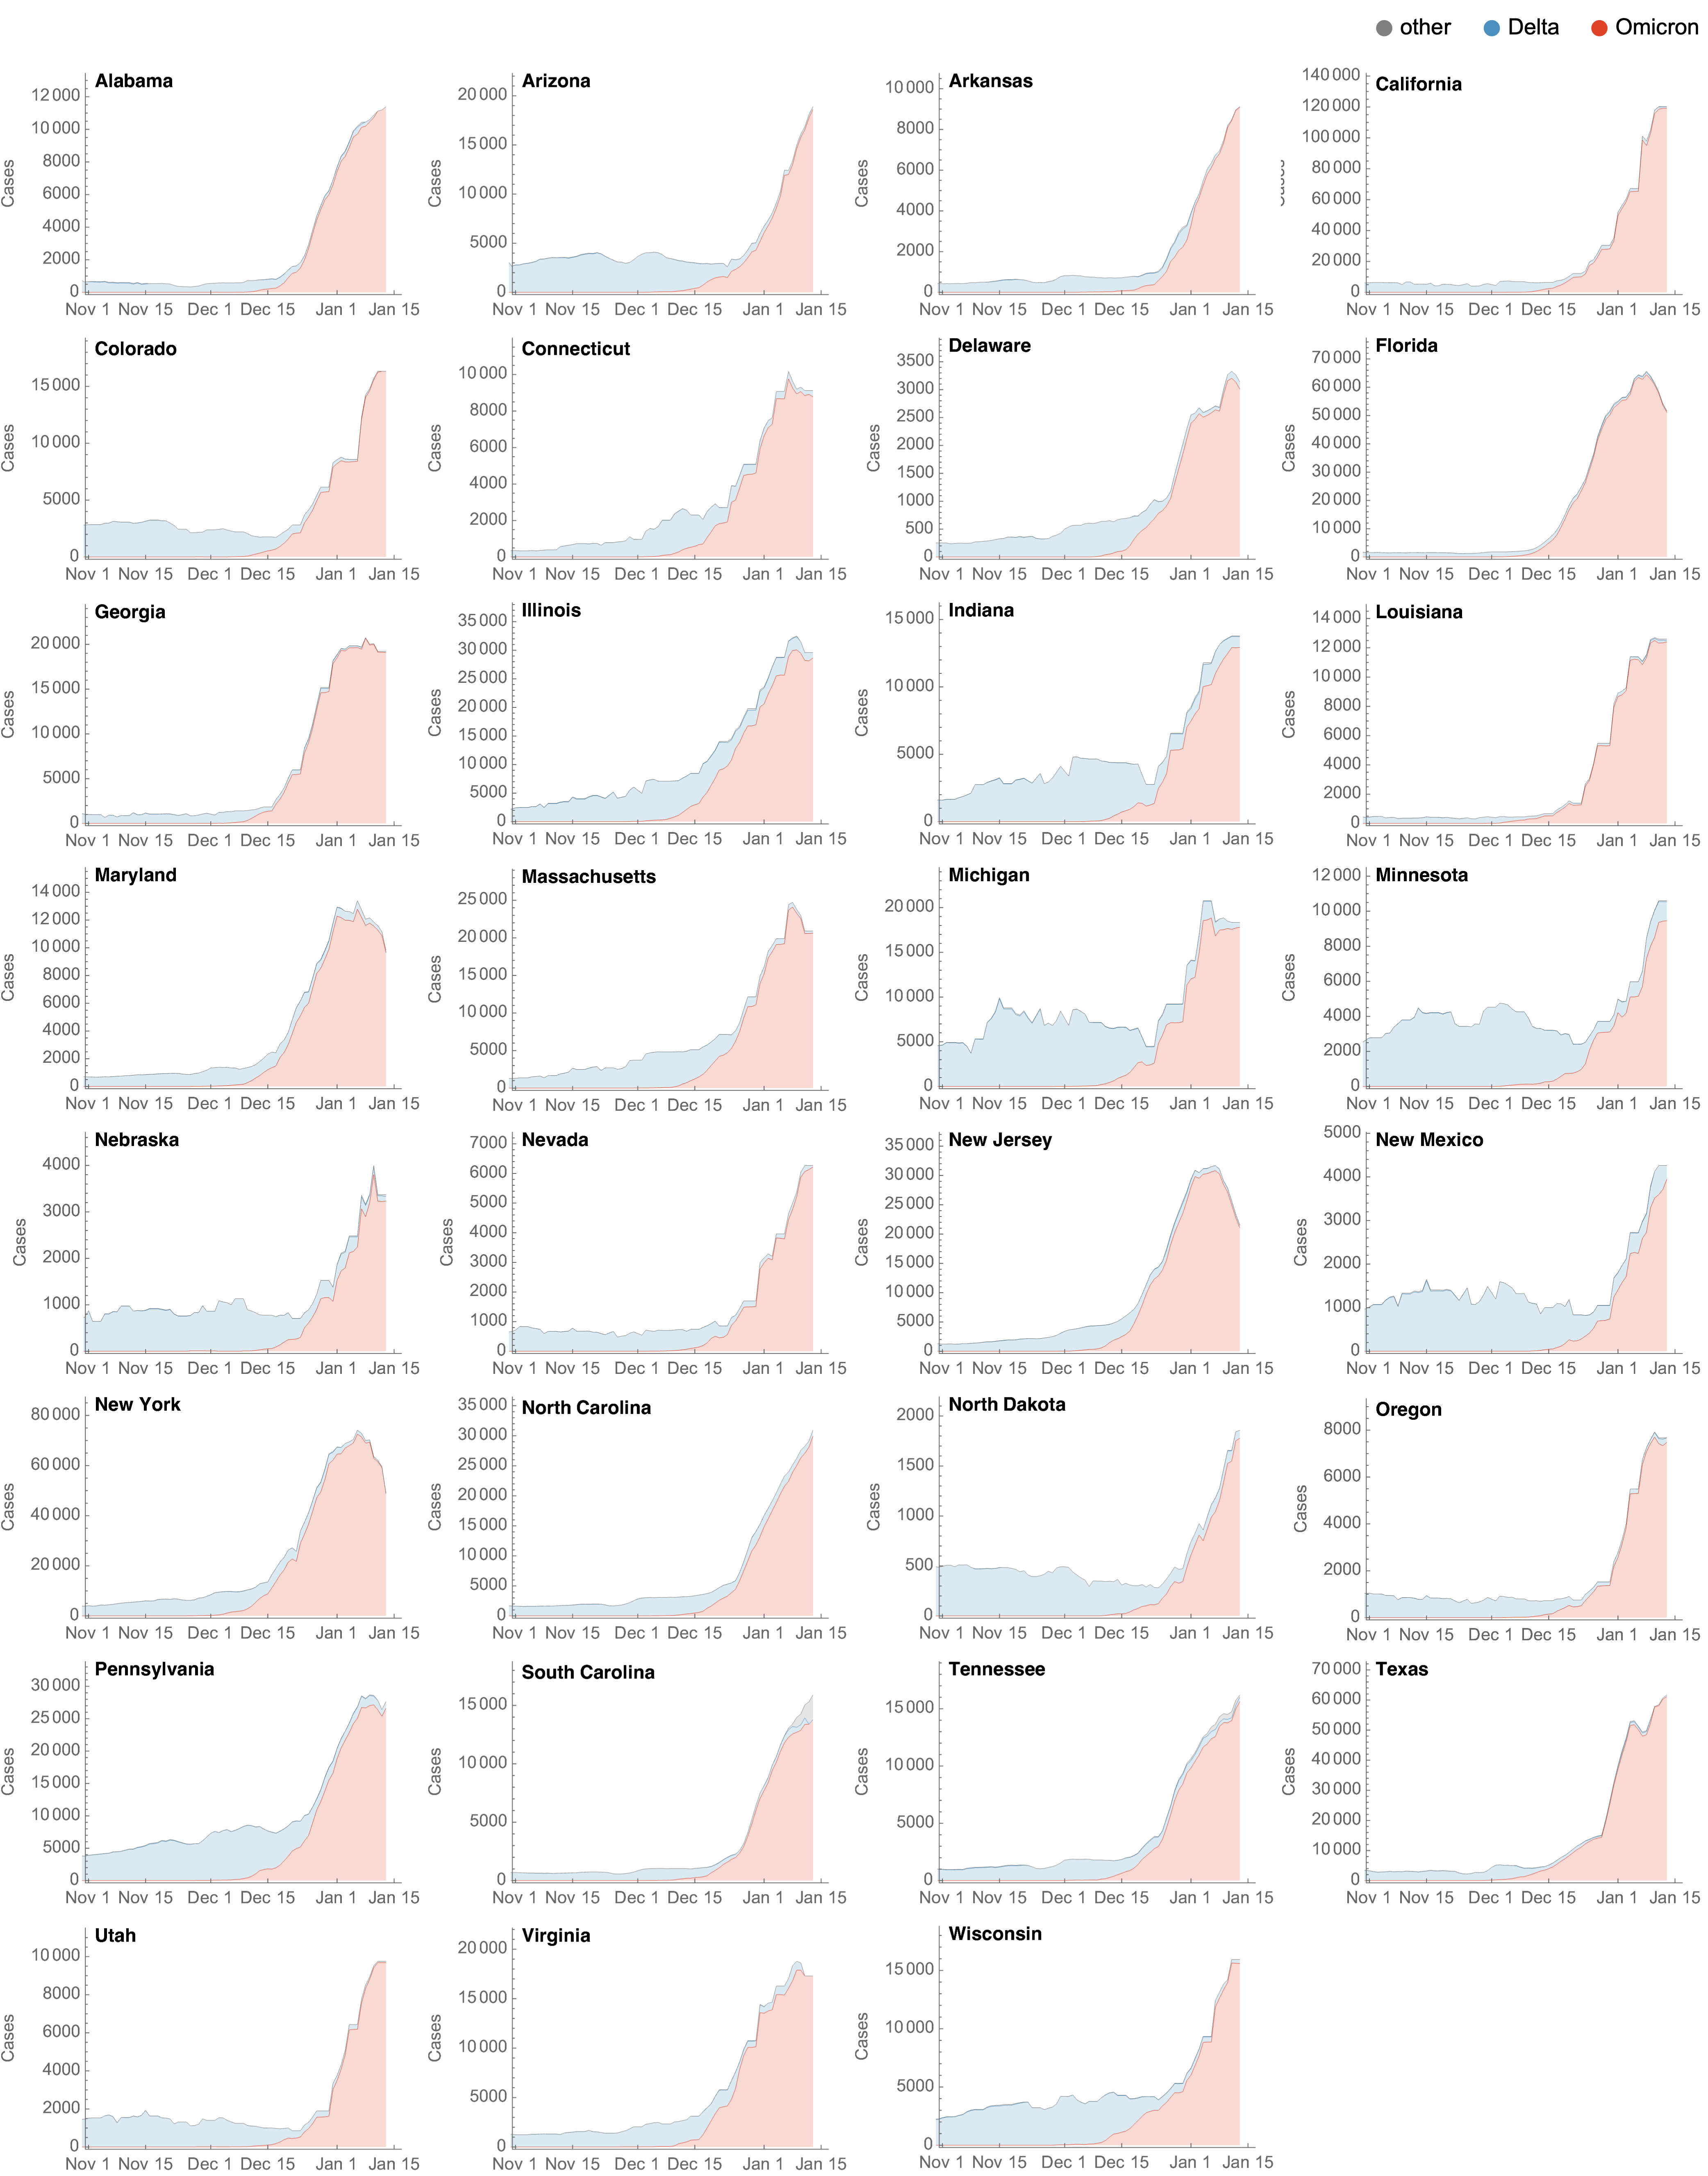 other Delta Omicron
Alabama
12 000
10 000
8000
6000
4000
2000
0
Cases
Nov 1 Nov 15 Dec 1 Dec 15 Jan 1 Jan 15
Arizona
20 000
15 000
10 000
5000
0
Cases
Nov 1 Nov 15 Dec 1 Dec 15 Jan 1 Jan 15
Arkansas
10 000
8000
6000
4000
2000
0
Cases
Nov 1 Nov 15 Dec 1 Dec 15 Jan 1 Jan 15
California
140 000
120 000
100 000
80 000
60 000
40 000
20 000
0
Nov 1 Nov 15 Dec 1 Dec 15 Jan 1 Jan 15
Colorado
15 000
10 000
5000
0
Cases
Nov 1 Nov 15 Dec 1 Dec 15 Jan 1 Jan 15
Connecticut
10 000
8000
6000
4000
2000
0
Cases
Nov 1 Nov 15 Dec 1 Dec 15 Jan 1 Jan 15
Delaware
3500
3000
2500
2000
1500
1000
500
0
Cases
Nov 1 Nov 15 Dec 1 Dec 15 Jan 1 Jan 15
Florida
70 000
60 000
50 000
40 000
30 000
20 000
10 000
0
Cases
Nov 1 Nov 15 Dec 1 Dec 15 Jan 1 Jan 15
Georgia
20 000
15 000
10 000
5000
0
Cases
Nov 1 Nov 15 Dec 1 Dec 15 Jan 1 Jan 15
Illinois
35 000
30 000
25 000
20 000
15 000
10 000
5000
0
Cases
Nov 1 Nov 15 Dec 1 Dec 15 Jan 1 Jan 15
Indiana
15 000
10 000
5000
0
Cases
Nov 1 Nov 15 Dec 1 Dec 15 Jan 1 Jan 15
Louisiana
14 000
12 000
10 000
8000
6000
4000
2000
0
Cases
Nov 1 Nov 15 Dec 1 Dec 15 Jan 1 Jan 15
Maryland
14 000
12 000
10 000
8000
6000
4000
2000
0
Cases
Nov 1 Nov 15 Dec 1 Dec 15 Jan 1 Jan 15
Massachusetts
25 000
20 000
15 000
10 000
5000
0
Cases
Nov 1 Nov 15 Dec 1 Dec 15 Jan 1 Jan 15
Michigan
20 000
15 000
10 000
5000
0
Cases
Nov 1 Nov 15 Dec 1 Dec 15 Jan 1 Jan 15
Minnesota
12 000
10 000
8000
6000
4000
2000
0
Cases
Nov 1 Nov 15 Dec 1 Dec 15 Jan 1 Jan 15
Nebraska
4000
3000
2000
1000
0
Cases
Nov 1 Nov 15 Dec 1 Dec 15 Jan 1 Jan 15
Nevada
7000
6000
5000
4000
3000
2000
1000
0
Cases
Nov 1 Nov 15 Dec 1 Dec 15 Jan 1 Jan 15
New Jersey
35 000
30 000
25 000
20 000
15 000
10 000
5000
0
Cases
Nov 1 Nov 15 Dec 1 Dec 15 Jan 1 Jan 15
New Mexico
5000
4000
3000
2000
1000
0
Cases
Nov 1 Nov 15 Dec 1 Dec 15 Jan 1 Jan 15
New York
80 000
60 000
40 000
20 000
0
Cases
Nov 1 Nov 15 Dec 1 Dec 15 Jan 1 Jan 15
North Carolina
35 000
30 000
25 000
20 000
15 000
10 000
5000
0
Cases
Nov 1 Nov 15 Dec 1 Dec 15 Jan 1 Jan 15
North Dakota
2000
1500
1000
500
0
Cases
Nov 1 Nov 15 Dec 1 Dec 15 Jan 1 Jan 15
Oregon
8000
6000
4000
2000
0
Cases
Nov 1 Nov 15 Dec 1 Dec 15 Jan 1 Jan 15
Pennsylvania
30 000
25 000
20 000
15 000
10 000
5000
0
Cases
Nov 1 Nov 15 Dec 1 Dec 15 Jan 1 Jan 15
South Carolina
15 000
10 000
5000
0
Cases
Nov 1 Nov 15 Dec 1 Dec 15 Jan 1 Jan 15
Tennessee
15 000
10 000
5000
0
Cases
Nov 1 Nov 15 Dec 1 Dec 15 Jan 1 Jan 15
Texas
70 000
60 000
50 000
40 000
30 000
20 000
10 000
0
Cases
Nov 1 Nov 15 Dec 1 Dec 15 Jan 1 Jan 15
Utah
10 000
8000
6000
4000
2000
0
Cases
Nov 1 Nov 15 Dec 1 Dec 15 Jan 1 Jan 15
Virginia
20 000
15 000
10 000
5000
0
Cases
Nov 1 Nov 15 Dec 1 Dec 15 Jan 1 Jan 15
Wisconsin
15 000
10 000
5000
0
Cases
Nov 1 Nov 15 Dec 1 Dec 15 Jan 1 Jan 15